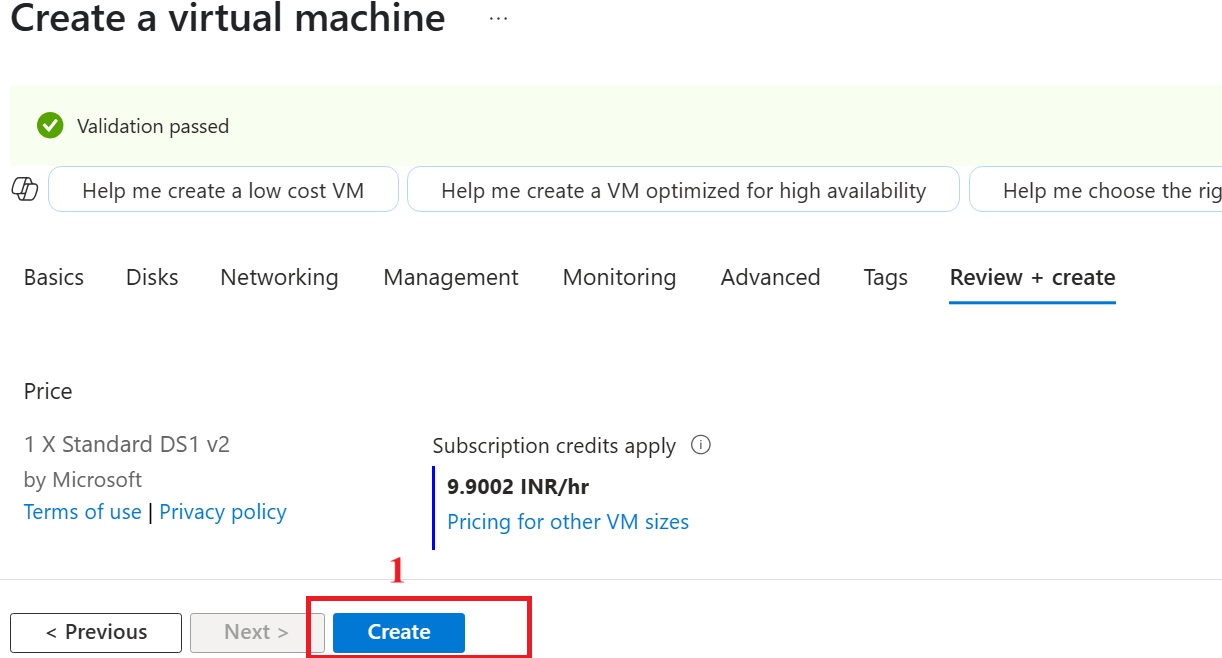 Create a virtual machine ...
Validation passed
Help me create a low cost VM Help me create a VM optimized for high availability Help me choose the rig
Basics Disks Networking Management Monitoring Advanced Tags Review + create
Price
1 X Standard DS1 v2 Subscription credits apply
by Microsoft 9.9002 INR/hr
Terms of use | Privacy policy Pricing for other VM sizes
1
< Previous Next > Create